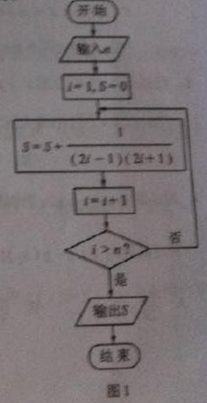 开始
输入n
i=1,S=0
S=S+ 1/((2i-1)(2i+1))
i=i+1
i>n?
否
是
输出S
结束
图1